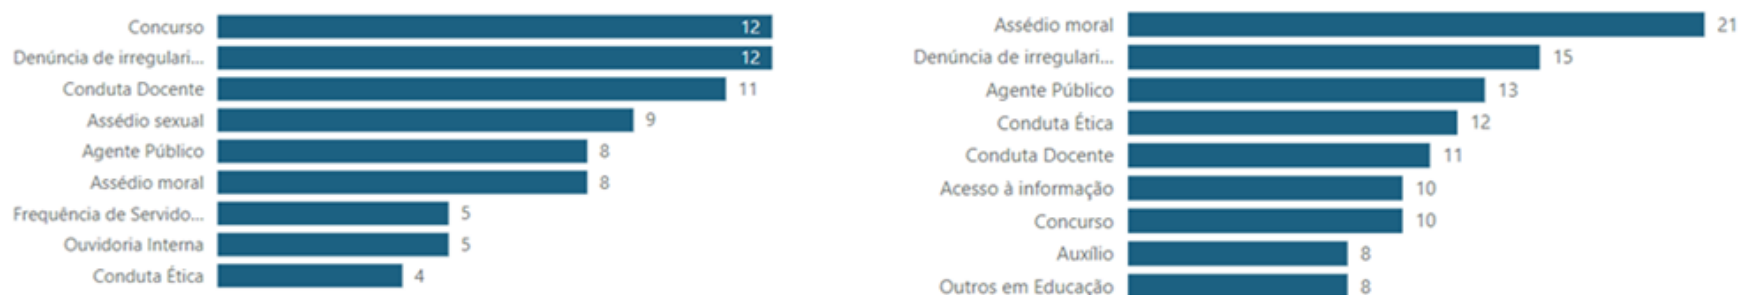 Concurso 12
Denúncia de irregulari... 12
Conduta Docente 11
Assédio sexual 9
Agente Público 8
Assédio moral 8
Frequência de Servido... 5
Ouvidoria Interna 5
Conduta Ética 4
Assédio moral 21
Denúncia de irregulari... 15
Agente Público 13
Conduta Ética 12
Conduta Docente 11
Acesso à informação 10
Concurso 10
Auxílio 8
Outros em Educação 8